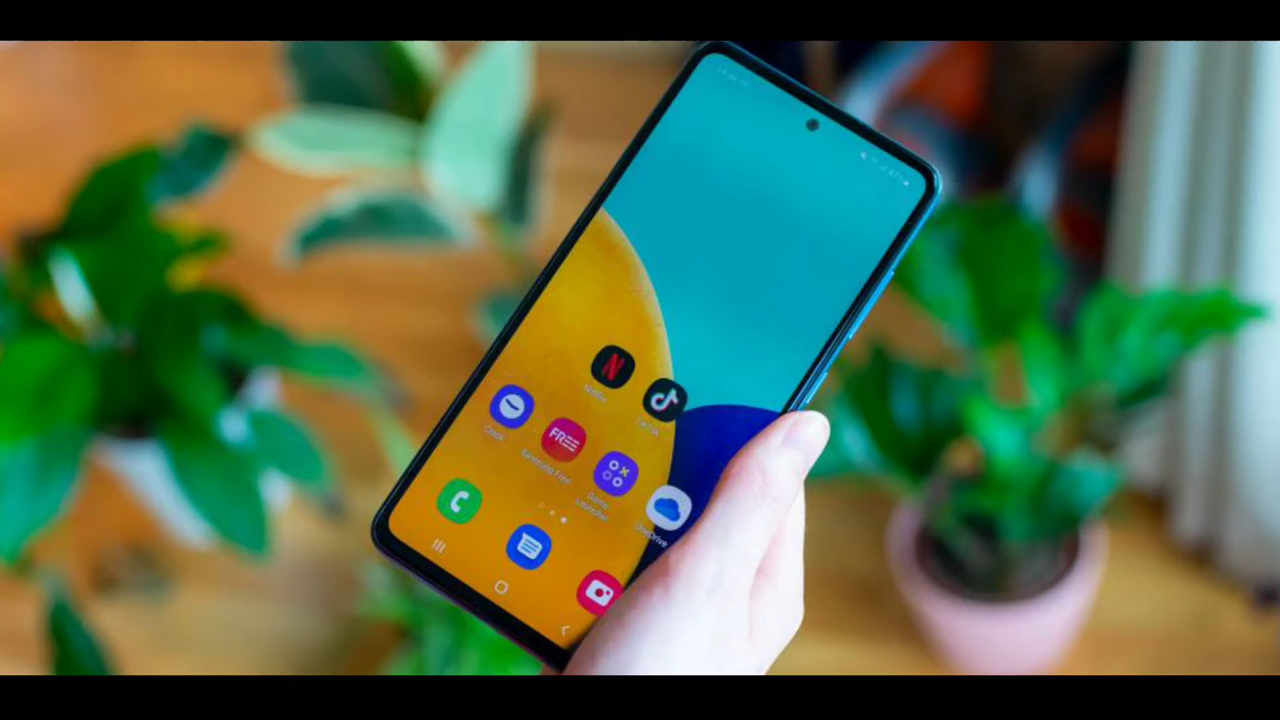 Netflix
TikTok
Clock
FREE
Samsung Free
Game
Launcher
OneDrive